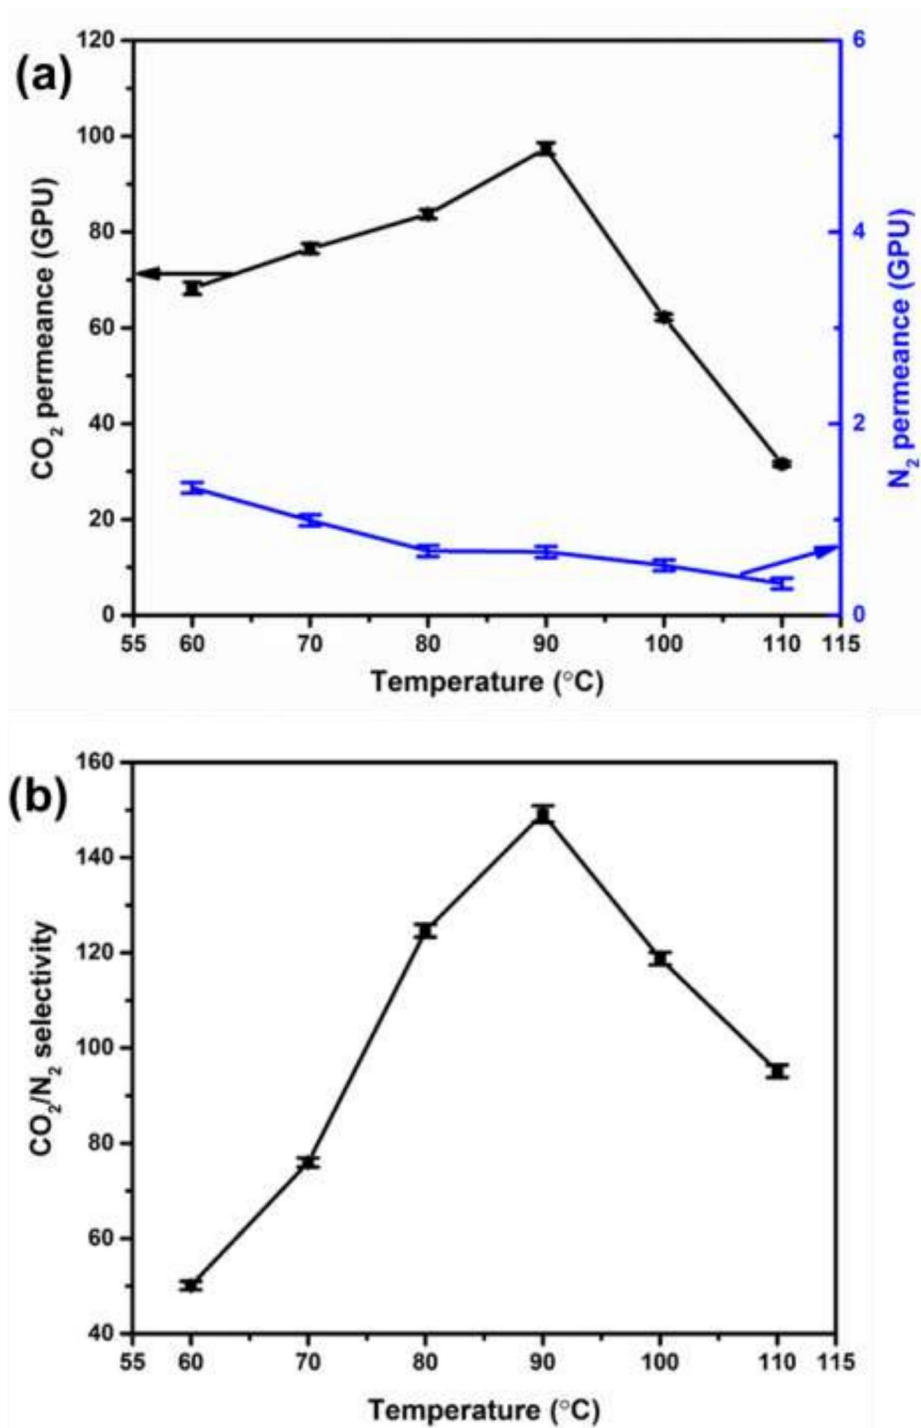 (a)
120
100
80
60
40
20
0
CO₂ permeance (GPU)
6
4
2
0
N₂ permeance (GPU)
55 60 70 80 90 100 110 115
Temperature (°C)
(b)
160
140
120
100
80
60
40
CO₂/N₂ selectivity
55 60 70 80 90 100 110 115
Temperature (°C)